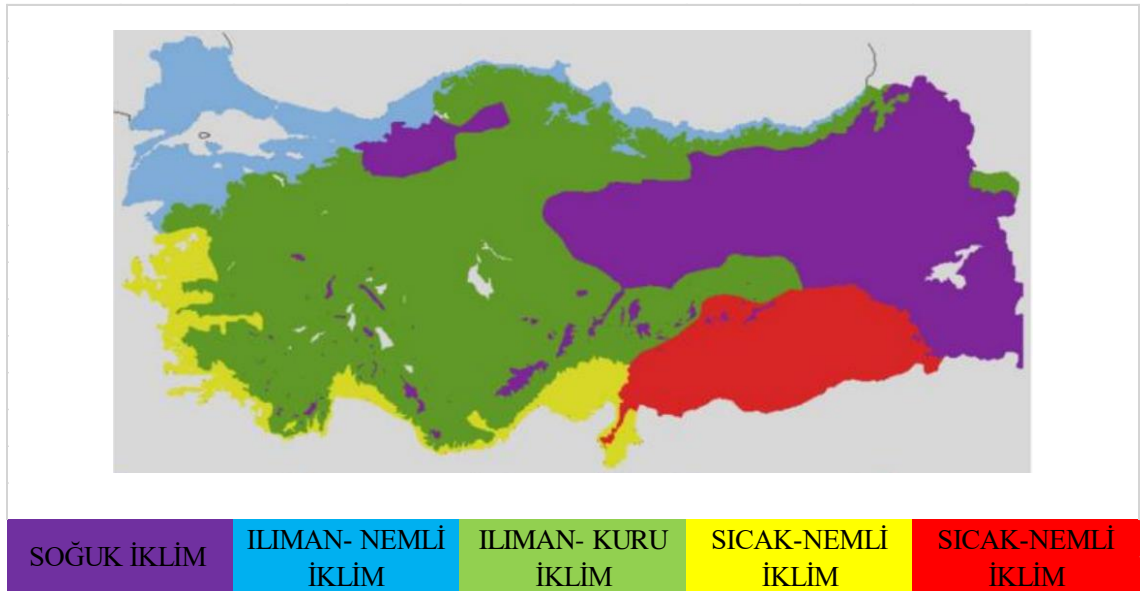 SOĞUK İKLİM
ILIMAN- NEMLİ
İKLİM
ILIMAN- KURU
İKLİM
SICAK-NEMLİ
İKLİM
SICAK-NEMLİ
İKLİM